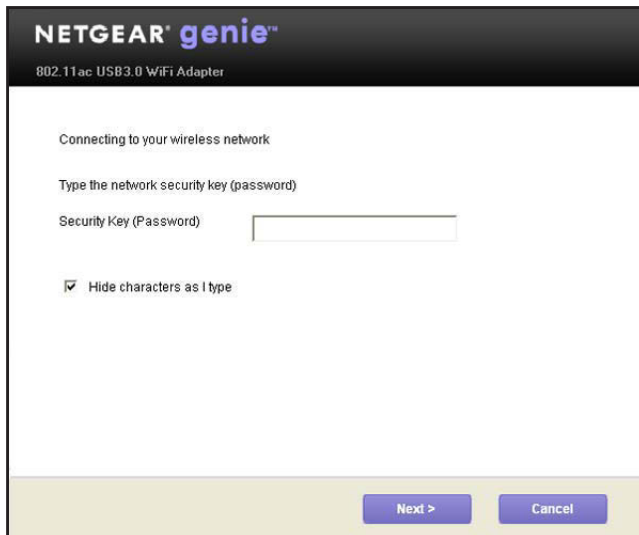 NETGEAR® genie™
802.11ac USB3.0 WiFi Adapter
Connecting to your wireless network
Type the network security key (password)
Security Key (Password)
Hide characters as I type
Next > Cancel